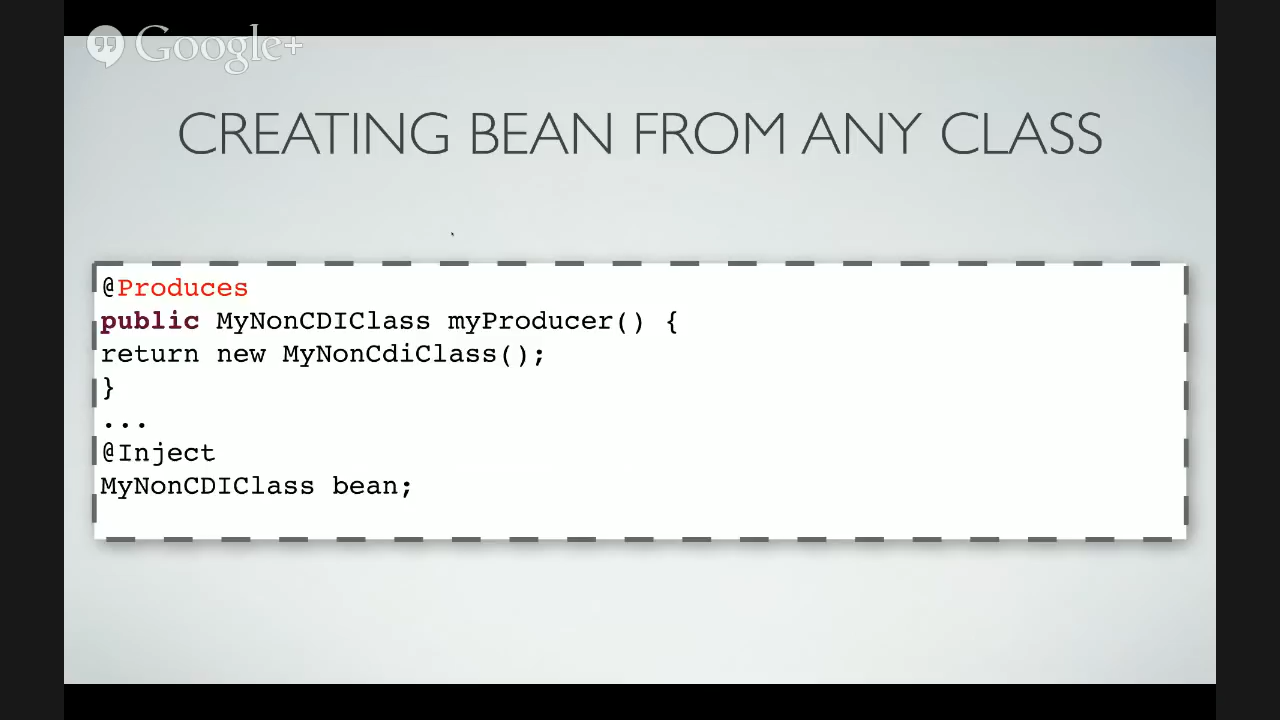 Google+
CREATING BEAN FROM ANY CLASS
@Produces
public MyNonCDIClass myProducer() {
return new MyNonCdiClass();
}
...
@Inject
MyNonCDIClass bean;